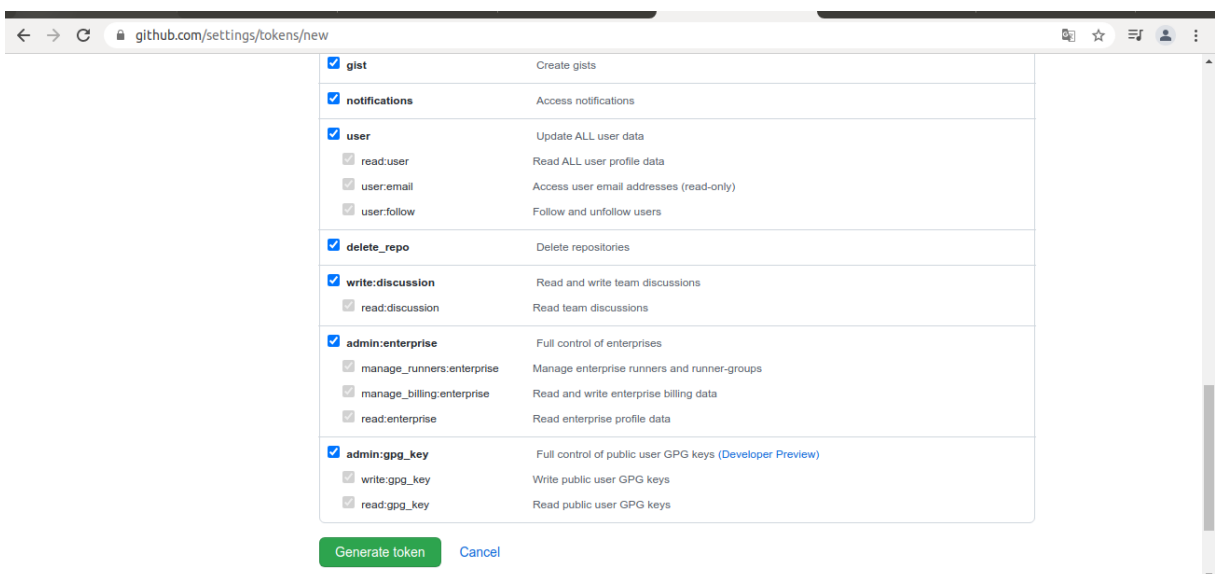 github.com/settings/tokens/new
gist Create gists
notifications Access notifications
user Update ALL user data
read:user Read ALL user profile data
user:email Access user email addresses (read-only)
user:follow Follow and unfollow users
delete_repo Delete repositories
write:discussion Read and write team discussions
read:discussion Read team discussions
admin:enterprise Full control of enterprises
manage_runners:enterprise Manage enterprise runners and runner-groups
manage_billing:enterprise Read and write enterprise billing data
read:enterprise Read enterprise profile data
admin:gpg_key Full control of public user GPG keys (Developer Preview)
write:gpg_key Write public user GPG keys
read:gpg_key Read public user GPG keys
Generate token Cancel